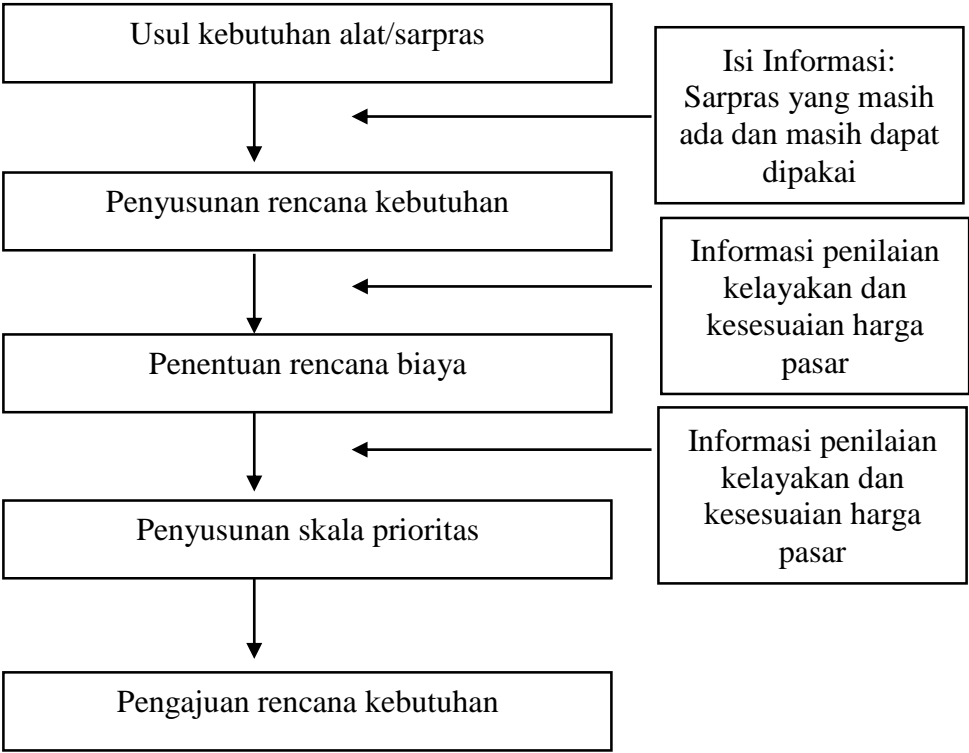 Usul kebutuhan alat/sarpras
Isi Informasi:
Sarpras yang masih
ada dan masih dapat
dipakai
Penyusunan rencana kebutuhan
Informasi penilaian
kelayakan dan
kesesuaian harga
pasar
Penentuan rencana biaya
Informasi penilaian
kelayakan dan
kesesuaian harga
pasar
Penyusunan skala prioritas
Pengajuan rencana kebutuhan